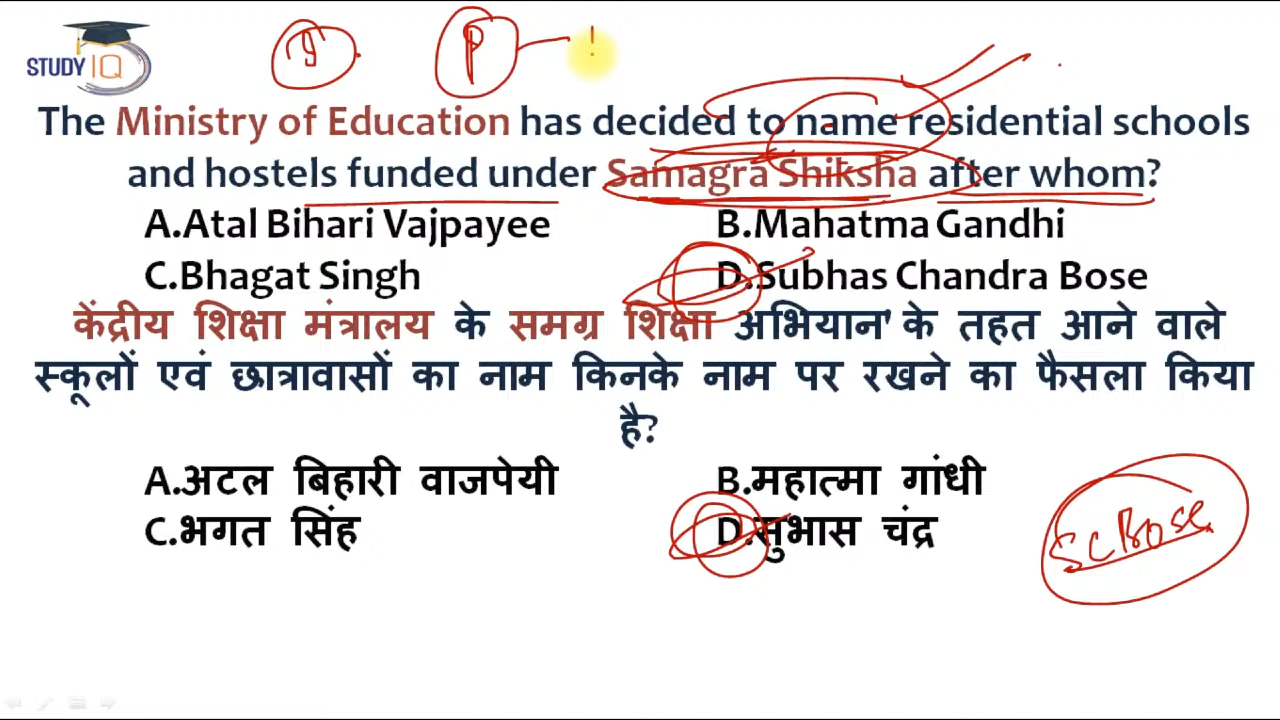 STUDY IQ
P
The Ministry of Education has decided to name residential schools
and hostels funded under Samagra Shiksha after whom?
A.Atal Bihari Vajpayee B.Mahatma Gandhi
C.Bhagat Singh D.Subhas Chandra Bose
केंद्रीय शिक्षा मंत्रालय के समग्र शिक्षा अभियान' के तहत आने वाले
स्कूलों एवं छात्रावासों का नाम किनके नाम पर रखने का फैसला किया
है?
A.अटल बिहारी वाजपेयी B.महात्मा गांधी
C.भगत सिंह D.सुभास चंद्र
SC Bose